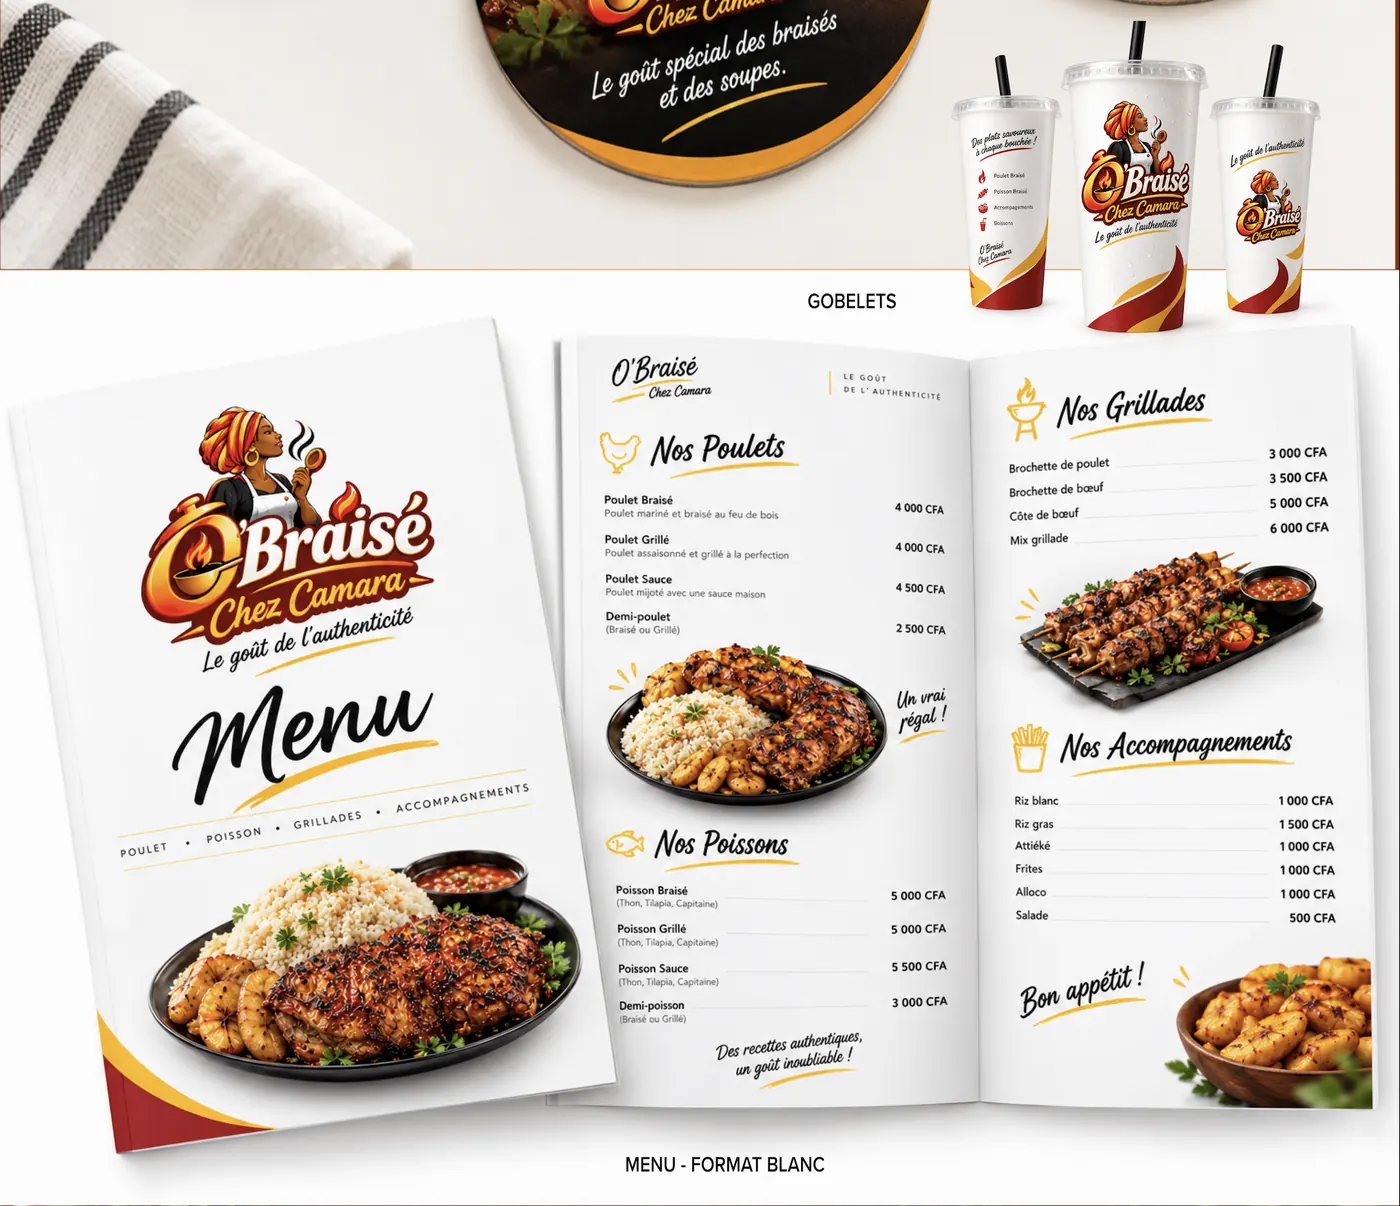 Chez Camara
Le goût spécial des braisés
et des soupes.
Des plats savoureux
à chaque bouchée !
Poulet Braisé
Poisson Braisé
Accompagnements
Boissons
O'Braisé
Chez Camara
O'Braisé
Chez Camara
Le goût de l'authenticité
Le goût de l'authenticité
O'Braisé
Chez Camara
GOBELETS
O'Braisé
Chez Camara
Le goût de l'authenticité
Menu
POULET • POISSON • GRILLADES • ACCOMPAGNEMENTS
O'Braisé
Chez Camara
LE GOÛT
DE L'AUTHENTICITÉ
Nos Poulets
Poulet Braisé
Poulet mariné et braisé au feu de bois
4 000 CFA
Poulet Grillé
Poulet assaisonné et grillé à la perfection
4 000 CFA
Poulet Sauce
Poulet mijoté avec une sauce maison
4 500 CFA
Demi-poulet
(Braisé ou Grillé)
2 500 CFA
Un vrai
régal !
Nos Poissons
Poisson Braisé
(Thon, Tilapia, Capitaine)
5 000 CFA
Poisson Grillé
(Thon, Tilapia, Capitaine)
5 000 CFA
Poisson Sauce
(Thon, Tilapia, Capitaine)
5 500 CFA
Demi-poisson
(Braisé ou Grillé)
3 000 CFA
Des recettes authentiques,
un goût inoubliable !
Nos Grillades
Brochette de poulet 3 000 CFA
Brochette de bœuf 3 500 CFA
Côte de bœuf 5 000 CFA
Mix grillade 6 000 CFA
Nos Accompagnements
Riz blanc 1 000 CFA
Riz gras 1 500 CFA
Attiéké 1 000 CFA
Frites 1 000 CFA
Alloco 1 000 CFA
Salade 500 CFA
Bon appétit !
MENU - FORMAT BLANC